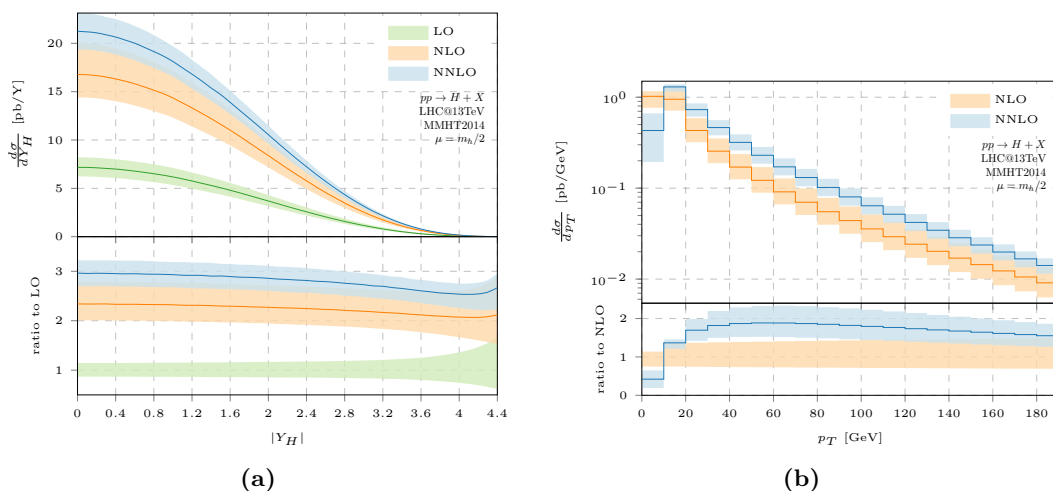 20
15
10
5
0
dσ/dY_H [pb/Y]
LO
NLO
NNLO
pp → H + X
LHC@13TeV
MMHT2014
μ = m_h/2
3
2
1
ratio to LO
0 0.4 0.8 1.2 1.6 2 2.4 2.8 3.2 3.6 4 4.4
|Y_H|
(a)
10^0
10^−1
10^−2
dσ/dp_T [pb/GeV]
NLO
NNLO
pp → H + X
LHC@13TeV
MMHT2014
μ = m_h/2
2
1
0
ratio to NLO
0 20 40 60 80 100 120 140 160 180
p_T [GeV]
(b)